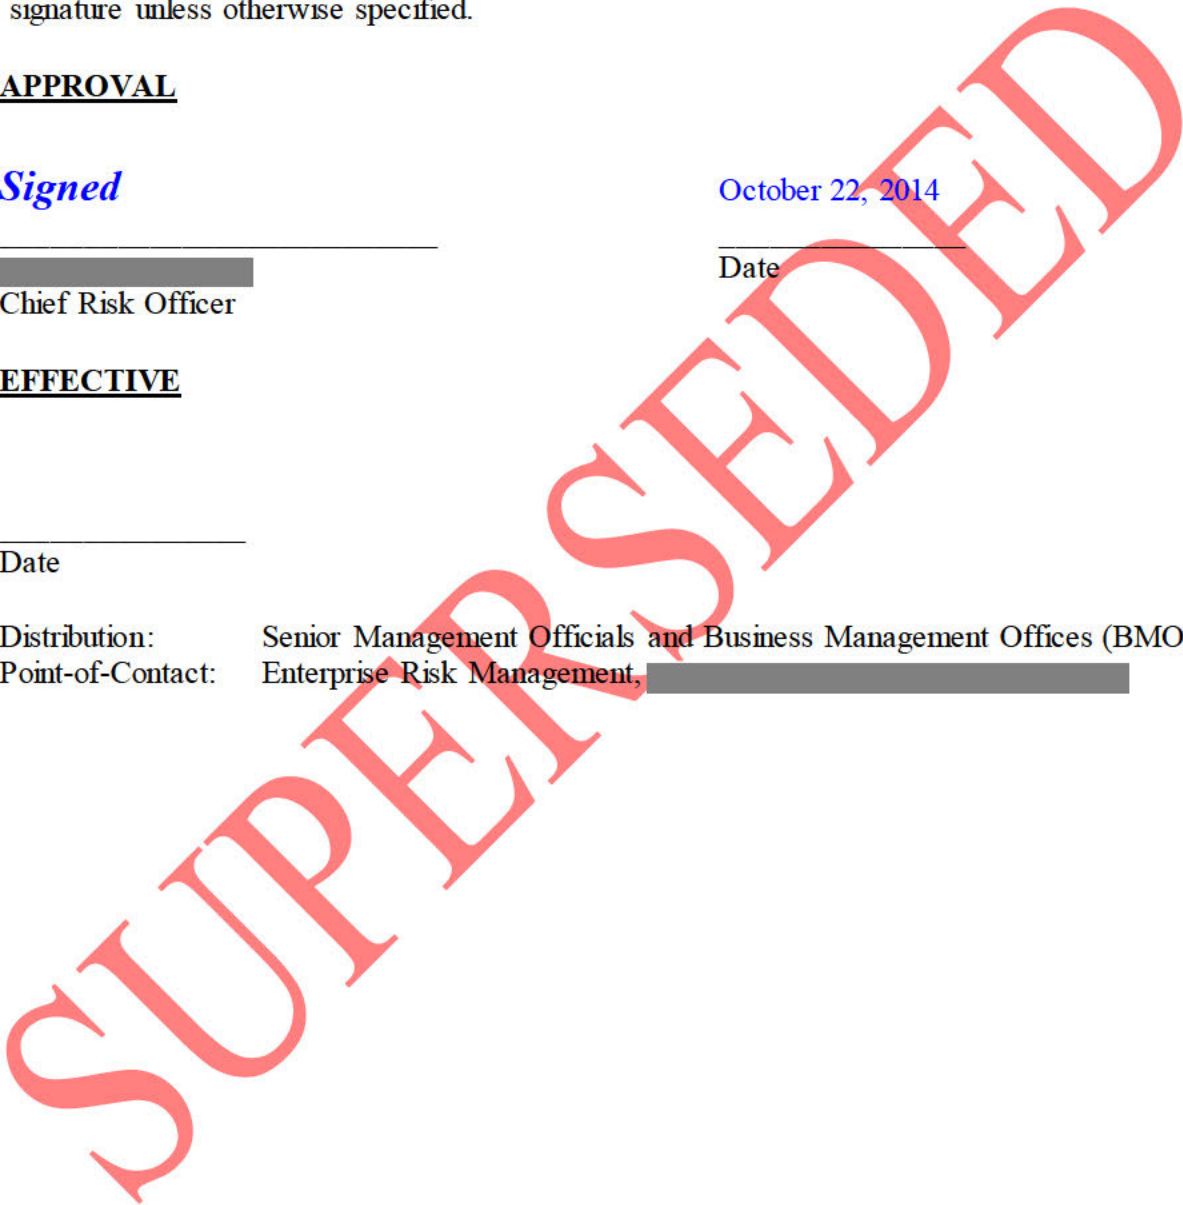 signature unless otherwise specified.
APPROVAL
Signed October 22, 2014
Date
Chief Risk Officer
EFFECTIVE
Date
Distribution: Senior Management Officials and Business Management Offices (BMO
Point-of-Contact: Enterprise Risk Management,
SUPERSEDED